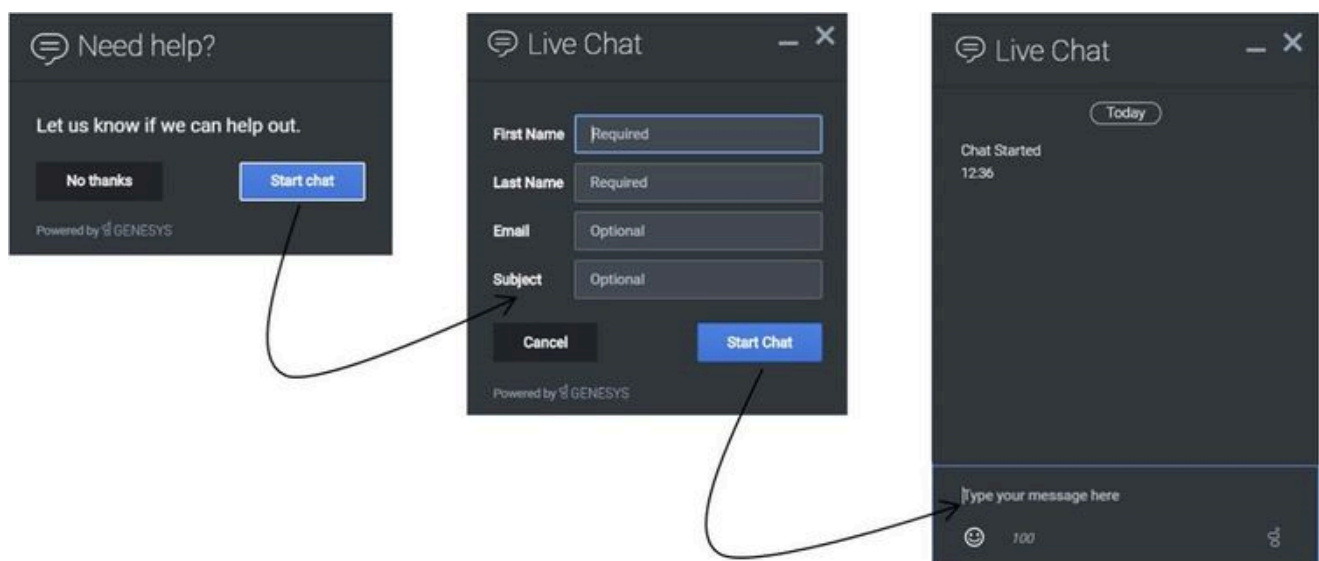 Need help?
Let us know if we can help out.
No thanks
Start chat
Powered by GENESYS
Live Chat
First Name Required
Last Name Required
Email Optional
Subject Optional
Cancel
Start Chat
Powered by GENESYS
Live Chat
Today
Chat Started
12:36
Type your message here
100